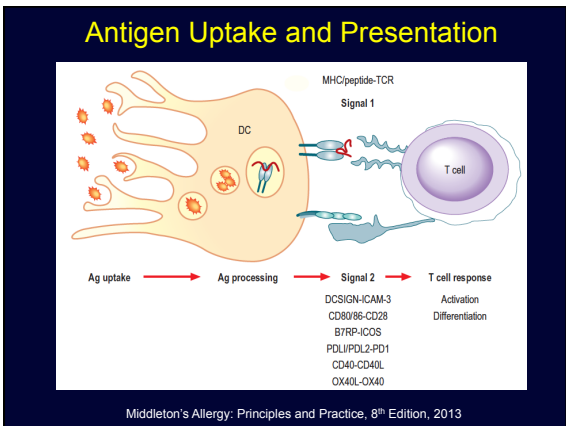 Antigen Uptake and Presentation
MHC/peptide-TCR
Signal 1
DC
T cell
Ag uptake
Ag processing
Signal 2
T cell response
DCSIGN-ICAM-3
Activation
CD80/86-CD28
Differentiation
B7RP-ICOS
PDLI/PDL2-PD1
CD40-CD40L
OX40L-OX40
Middleton's Allergy: Principles and Practice, 8th Edition, 2013